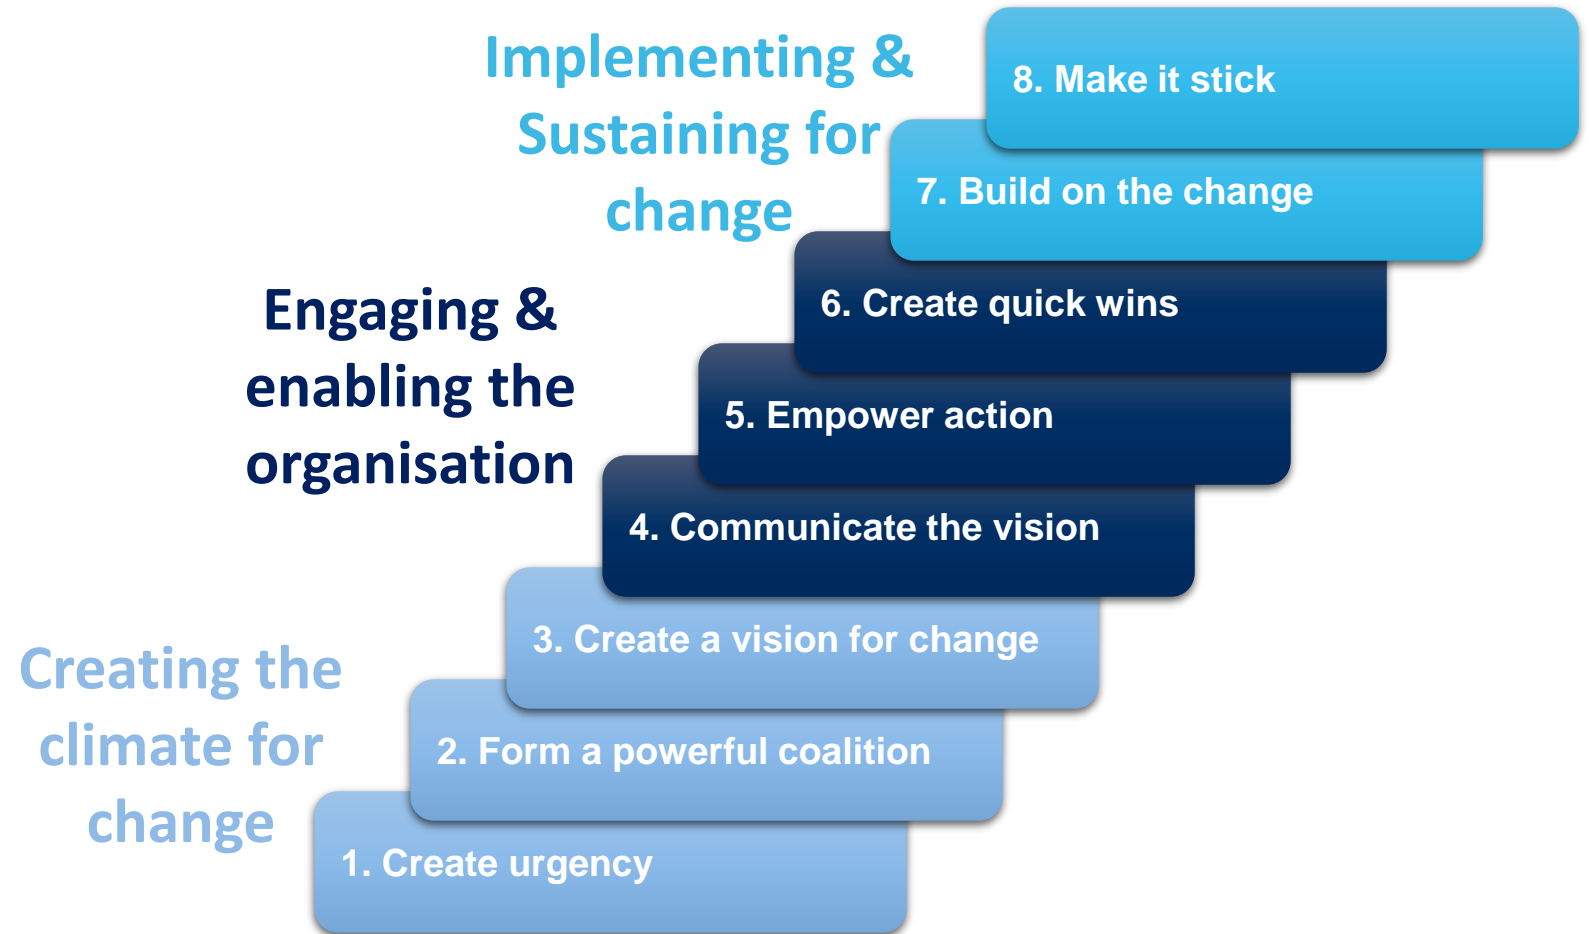 Implementing &
Sustaining for
change
8. Make it stick
7. Build on the change
Engaging &
enabling the
organisation
6. Create quick wins
5. Empower action
4. Communicate the vision
Creating the
climate for
change
3. Create a vision for change
2. Form a powerful coalition
1. Create urgency